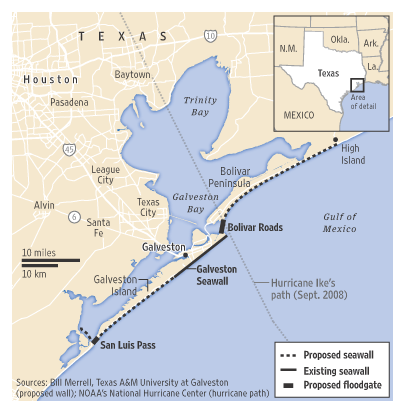 TEXAS
10
N.M.
Okla.
Ark.
Texas
La.
Area
of detail
MEXICO
Houston
Baytown
Pasadena
Trinity
Bay
45
High
Island
League
City
Bolivar
Peninsula
Alvin
6
Texas
City
Galveston
Bay
Santa
Fe
Bolivar Roads
Gulf of
Mexico
Galveston
10 miles
10 km
Galveston
Island
Galveston
Seawall
Hurricane Ike's
path (Sept. 2008)
San Luis Pass
Proposed seawall
Existing seawall
Proposed floodgate
Sources: Bill Merrell, Texas A&M University at Galveston
(proposed wall); NOAA's National Hurricane Center (hurricane path)